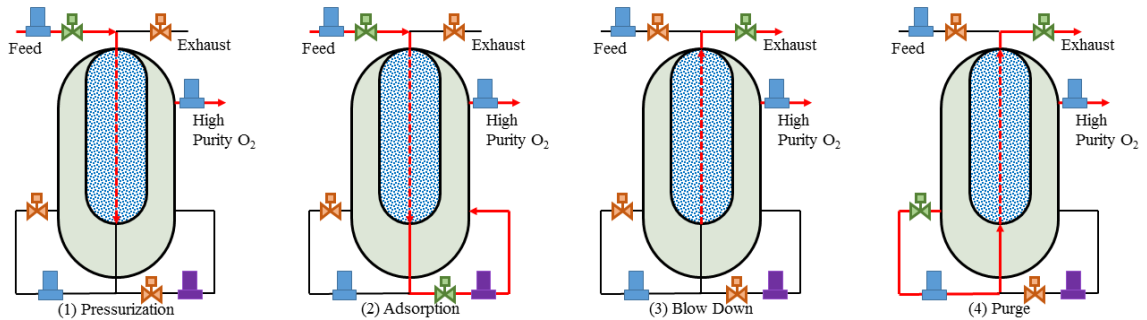 Feed
Exhaust
High
Purity O₂
(1) Pressurization
Feed
Exhaust
High
Purity O₂
(2) Adsorption
Feed
Exhaust
High
Purity O₂
(3) Blow Down
Feed
Exhaust
High
Purity O₂
(4) Purge